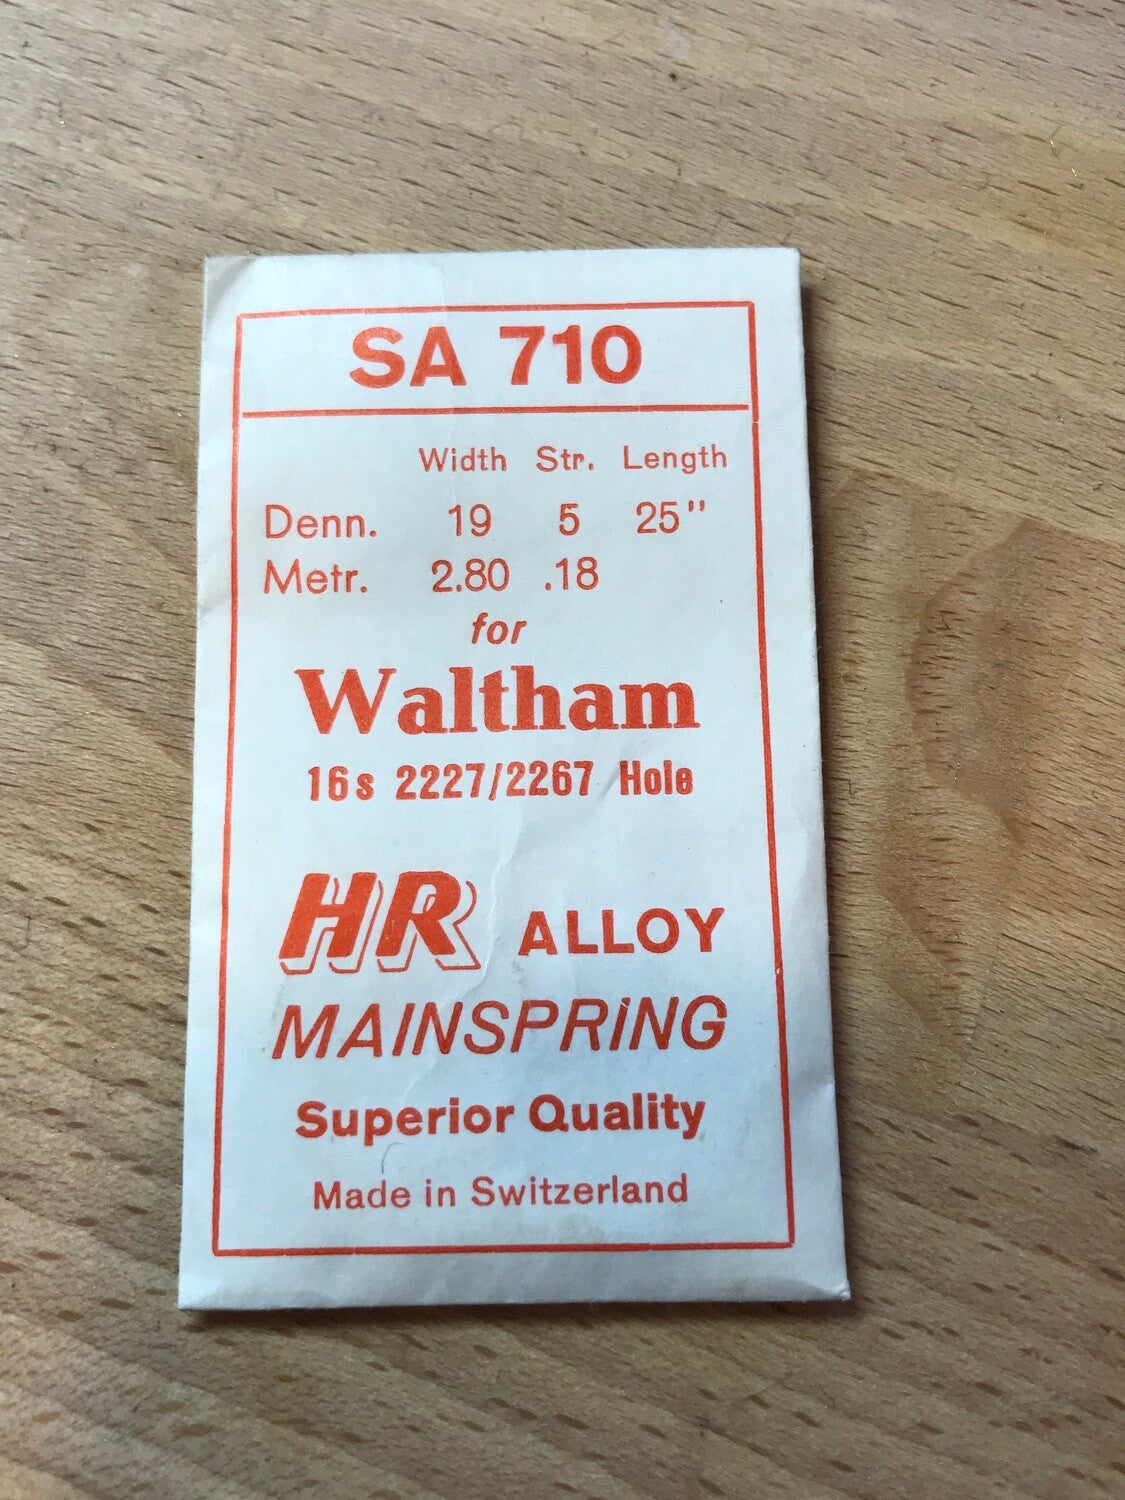 SA 710
Width Str. Length
Denn. 19 5 25"
Metr. 2.80 .18
for
Waltham
16s 2227/2267 Hole
HR ALLOY
MAINSPRING
Superior Quality
Made in Switzerland